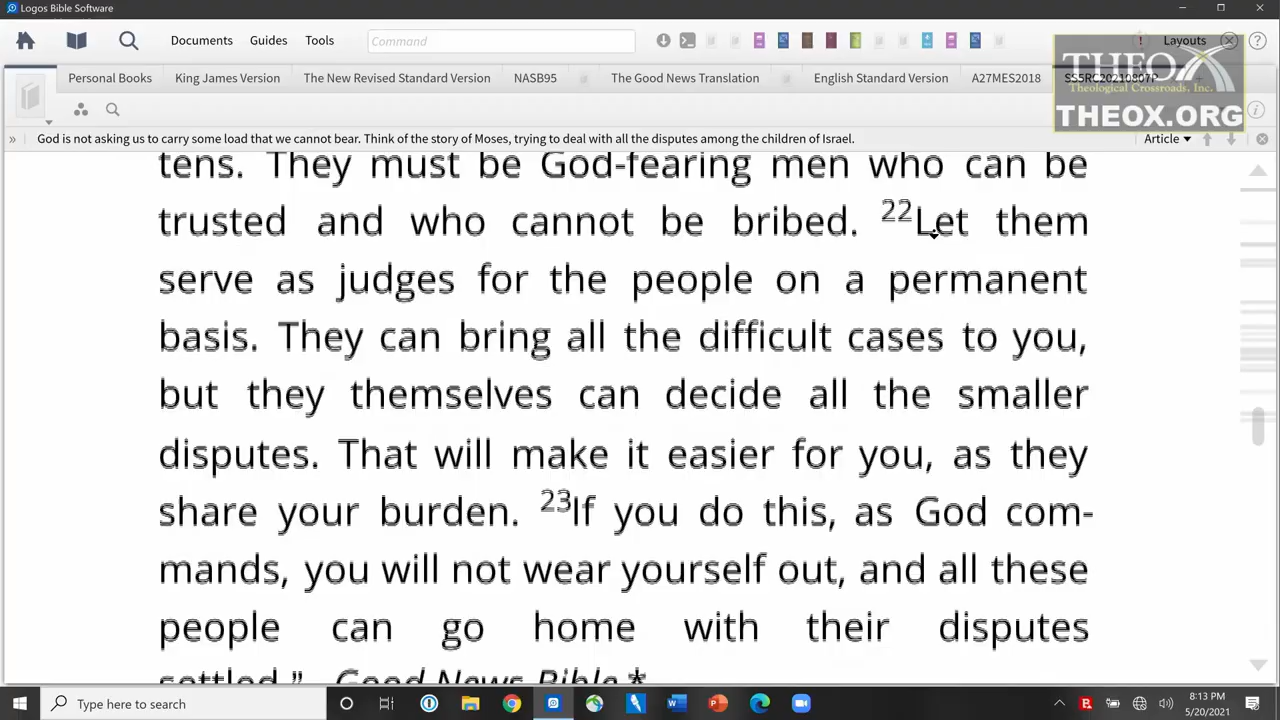 Logos Bible Software
Documents Guides Tools Command Layouts
Personal Books King James Version The New Revised Standard Version NASB95 The Good News Translation English Standard Version A27MES2018 SS5RC20210807P
THEOX
Theological Crossroads, Inc.
THEOX.ORG
God is not asking us to carry some load that we cannot bear. Think of the story of Moses, trying to deal with all the disputes among the children of Israel. Article
tens. They must be God-fearing men who can be
trusted and who cannot be bribed. 22Let them
serve as judges for the people on a permanent
basis. They can bring all the difficult cases to you,
but they themselves can decide all the smaller
disputes. That will make it easier for you, as they
share your burden. 23If you do this, as God com-
mands, you will not wear yourself out, and all these
people can go home with their disputes
settled.” Good News Bible.*
Type here to search
8:13 PM
5/20/2021